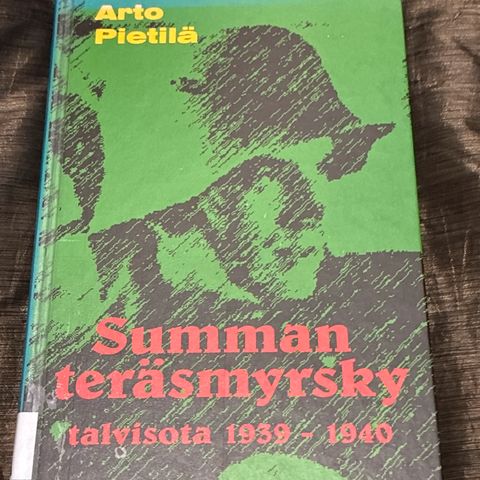 Arto
Pietilä
Summan
teräsmyrsky
talvisota 1939 - 1940